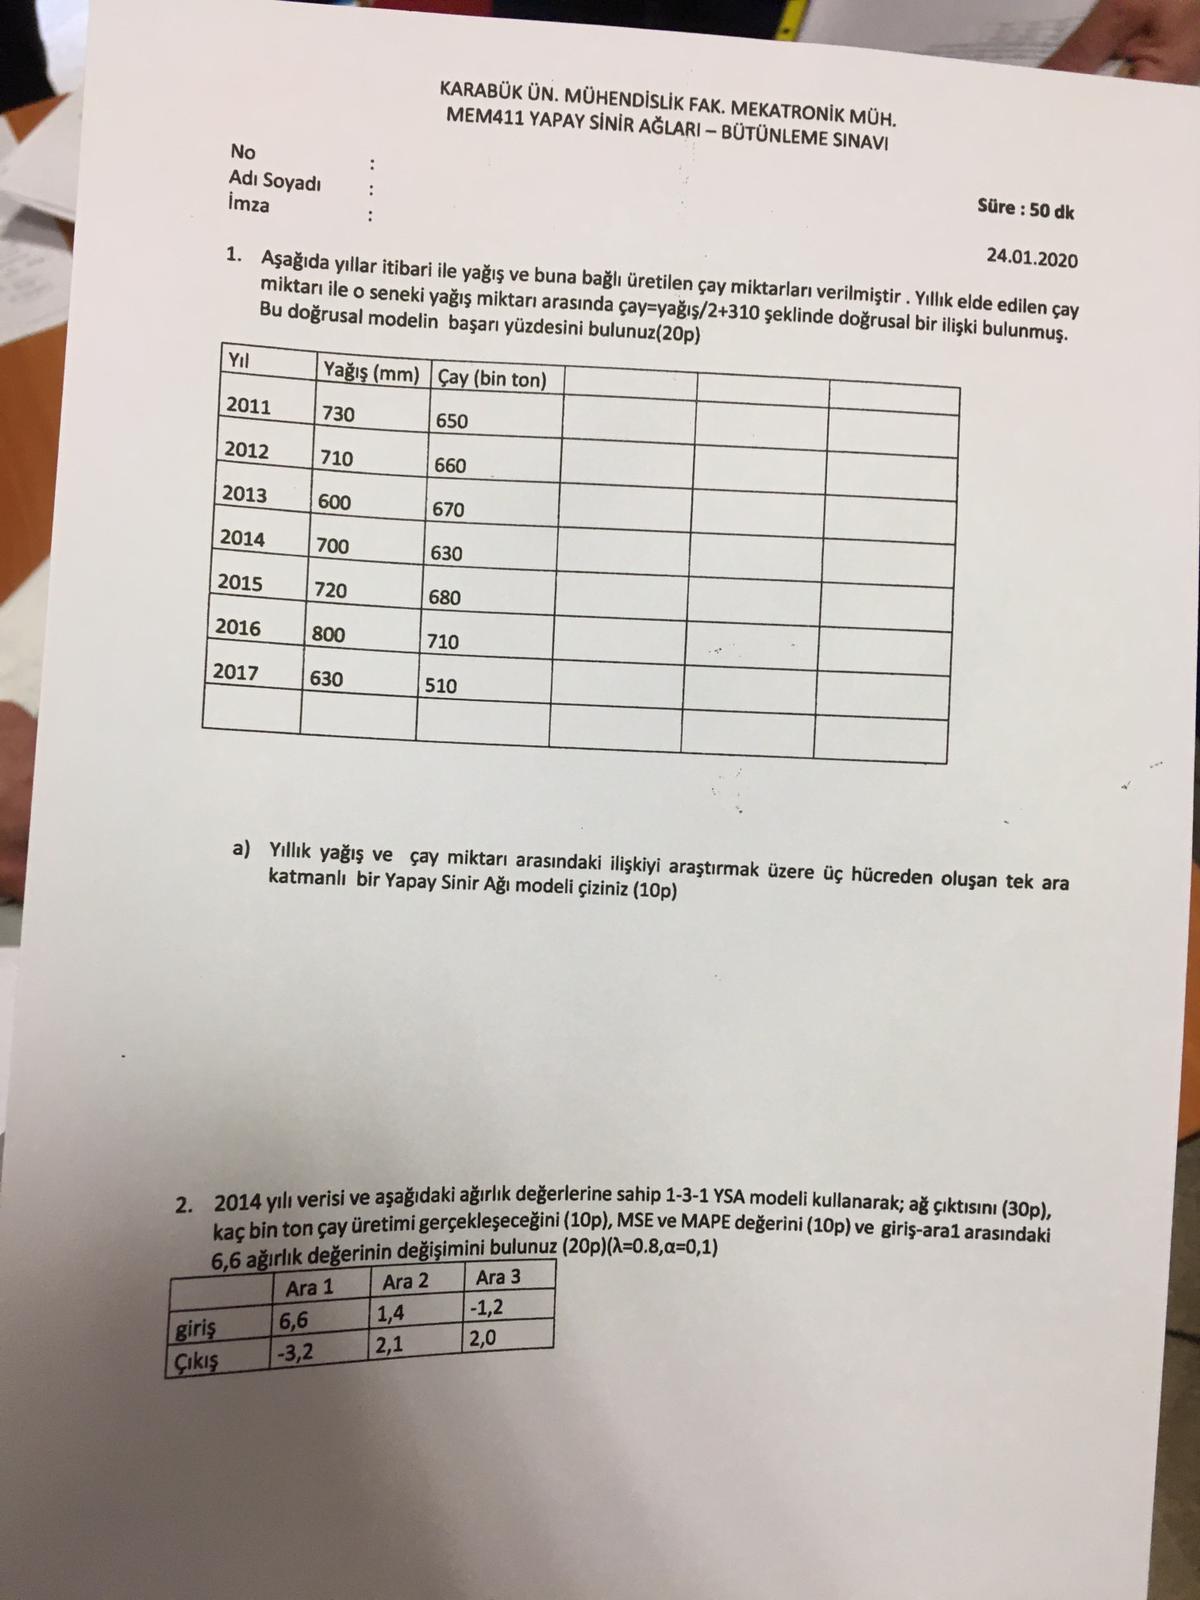 KARABÜK ÜN. MÜHENDİSLİK FAK. MEKATRONİK MÜH.
MEM411 YAPAY SİNİR AĞLARI – BÜTÜNLEME SINAVI
No :
Adı Soyadı :
İmza :
Süre : 50 dk
24.01.2020
1. Aşağıda yıllar itibari ile yağış ve buna bağlı üretilen çay miktarları verilmiştir . Yıllık elde edilen çay
miktarı ile o seneki yağış miktarı arasında çay=yağış/2+310 şeklinde doğrusal bir ilişki bulunmuş.
Bu doğrusal modelin başarı yüzdesini bulunuz(20p)
Yıl Yağış (mm) Çay (bin ton)
2011 730 650
2012 710 660
2013 600 670
2014 700 630
2015 720 680
2016 800 710
2017 630 510
a) Yıllık yağış ve çay miktarı arasındaki ilişkiyi araştırmak üzere üç hücreden oluşan tek ara
katmanlı bir Yapay Sinir Ağı modeli çiziniz (10p)
2. 2014 yılı verisi ve aşağıdaki ağırlık değerlerine sahip 1-3-1 YSA modeli kullanarak; ağ çıktısını (30p),
kaç bin ton çay üretimi gerçekleşeceğini (10p), MSE ve MAPE değerini (10p) ve giriş-ara1 arasındaki
6,6 ağırlık değerinin değişimini bulunuz (20p)(λ=0.8,α=0,1)
Ara 1 Ara 2 Ara 3
giriş 6,6 1,4 -1,2
Çıkış -3,2 2,1 2,0